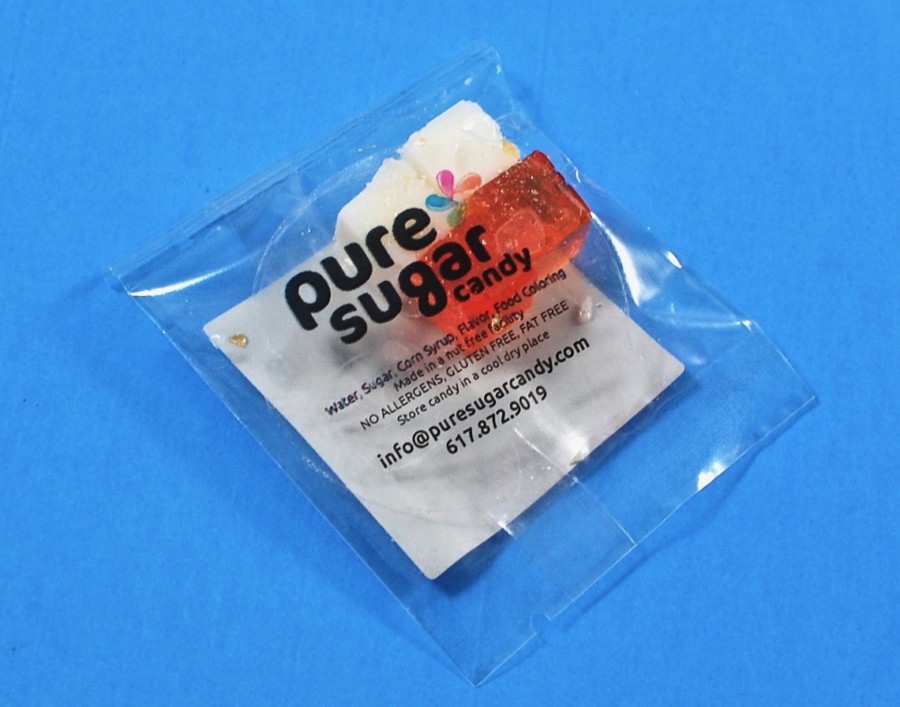 pure
sugar
candy
Water, Sugar, Corn Syrup, Flavor, Food Coloring
Made in a nut free facility
NO ALLERGENS, GLUTEN FREE, FAT FREE
Store candy in a cool dry place
info@puresugarcandy.com
617.872.9019